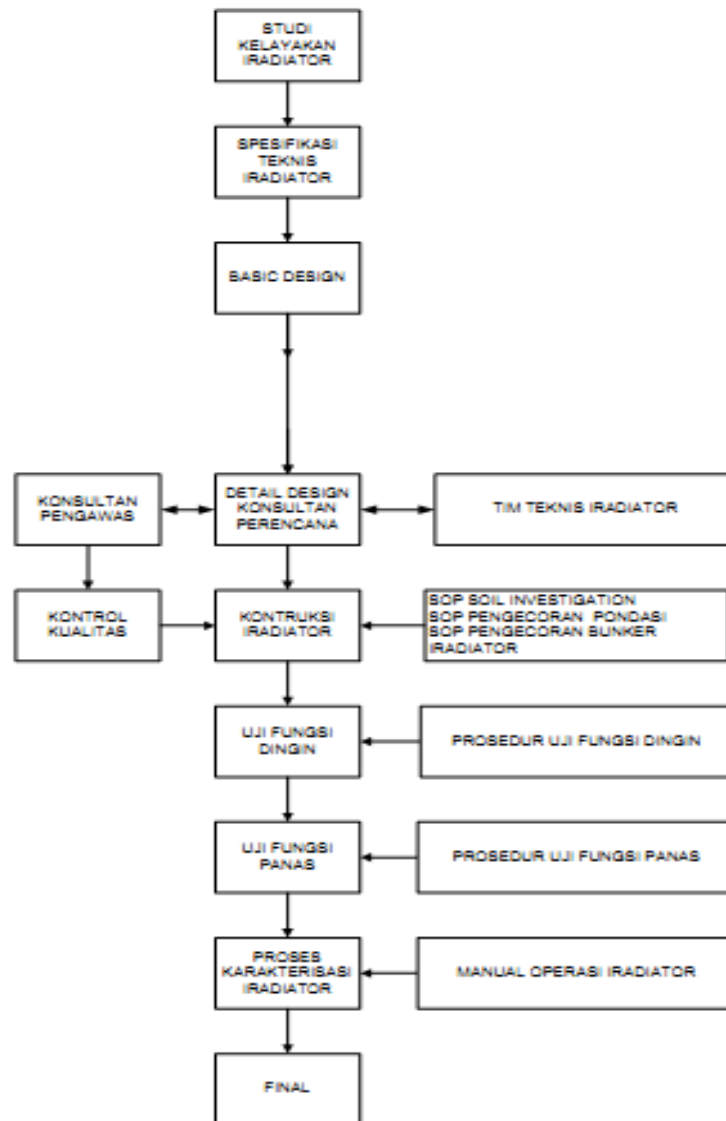 STUDI
KELAYAKAN
IRADIATOR
SPESIFIKASI
TEKNIS
IRADIATOR
BASIC DESIGN
KONSULTAN
PENGAWAS
DETAIL DESIGN
KONSULTAN
PERENCANA
TIM TEKNIS IRADIATOR
KONTROL
KUALITAS
KONTRUKSI
IRADIATOR
SOP SOIL INVESTIGATION
SOP PENGECORAN PONDASI
SOP PENGECORAN BUNKER
IRADIATOR
UJI FUNGSI
DINGIN
PROSEDUR UJI FUNGSI DINGIN
UJI FUNGSI
PANAS
PROSEDUR UJI FUNGSI PANAS
PROSES
KARAKTERISASI
IRADIATOR
MANUAL OPERASI IRADIATOR
FINAL